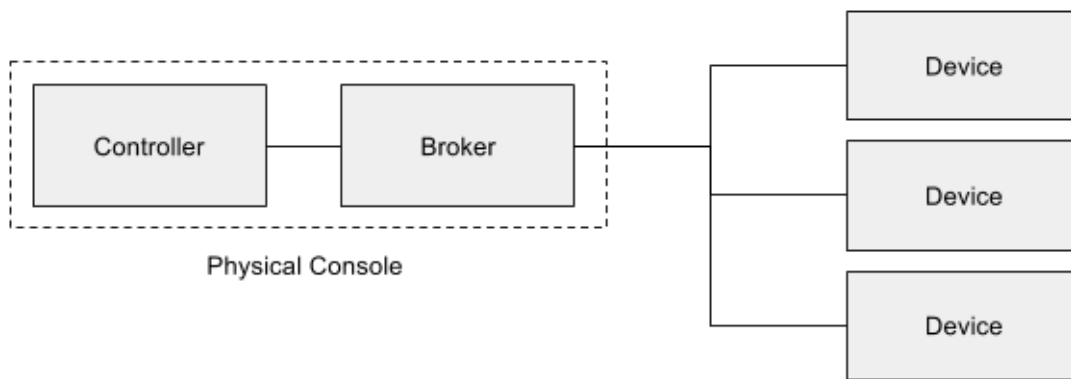 Controller
Broker
Physical Console
Device
Device
Device